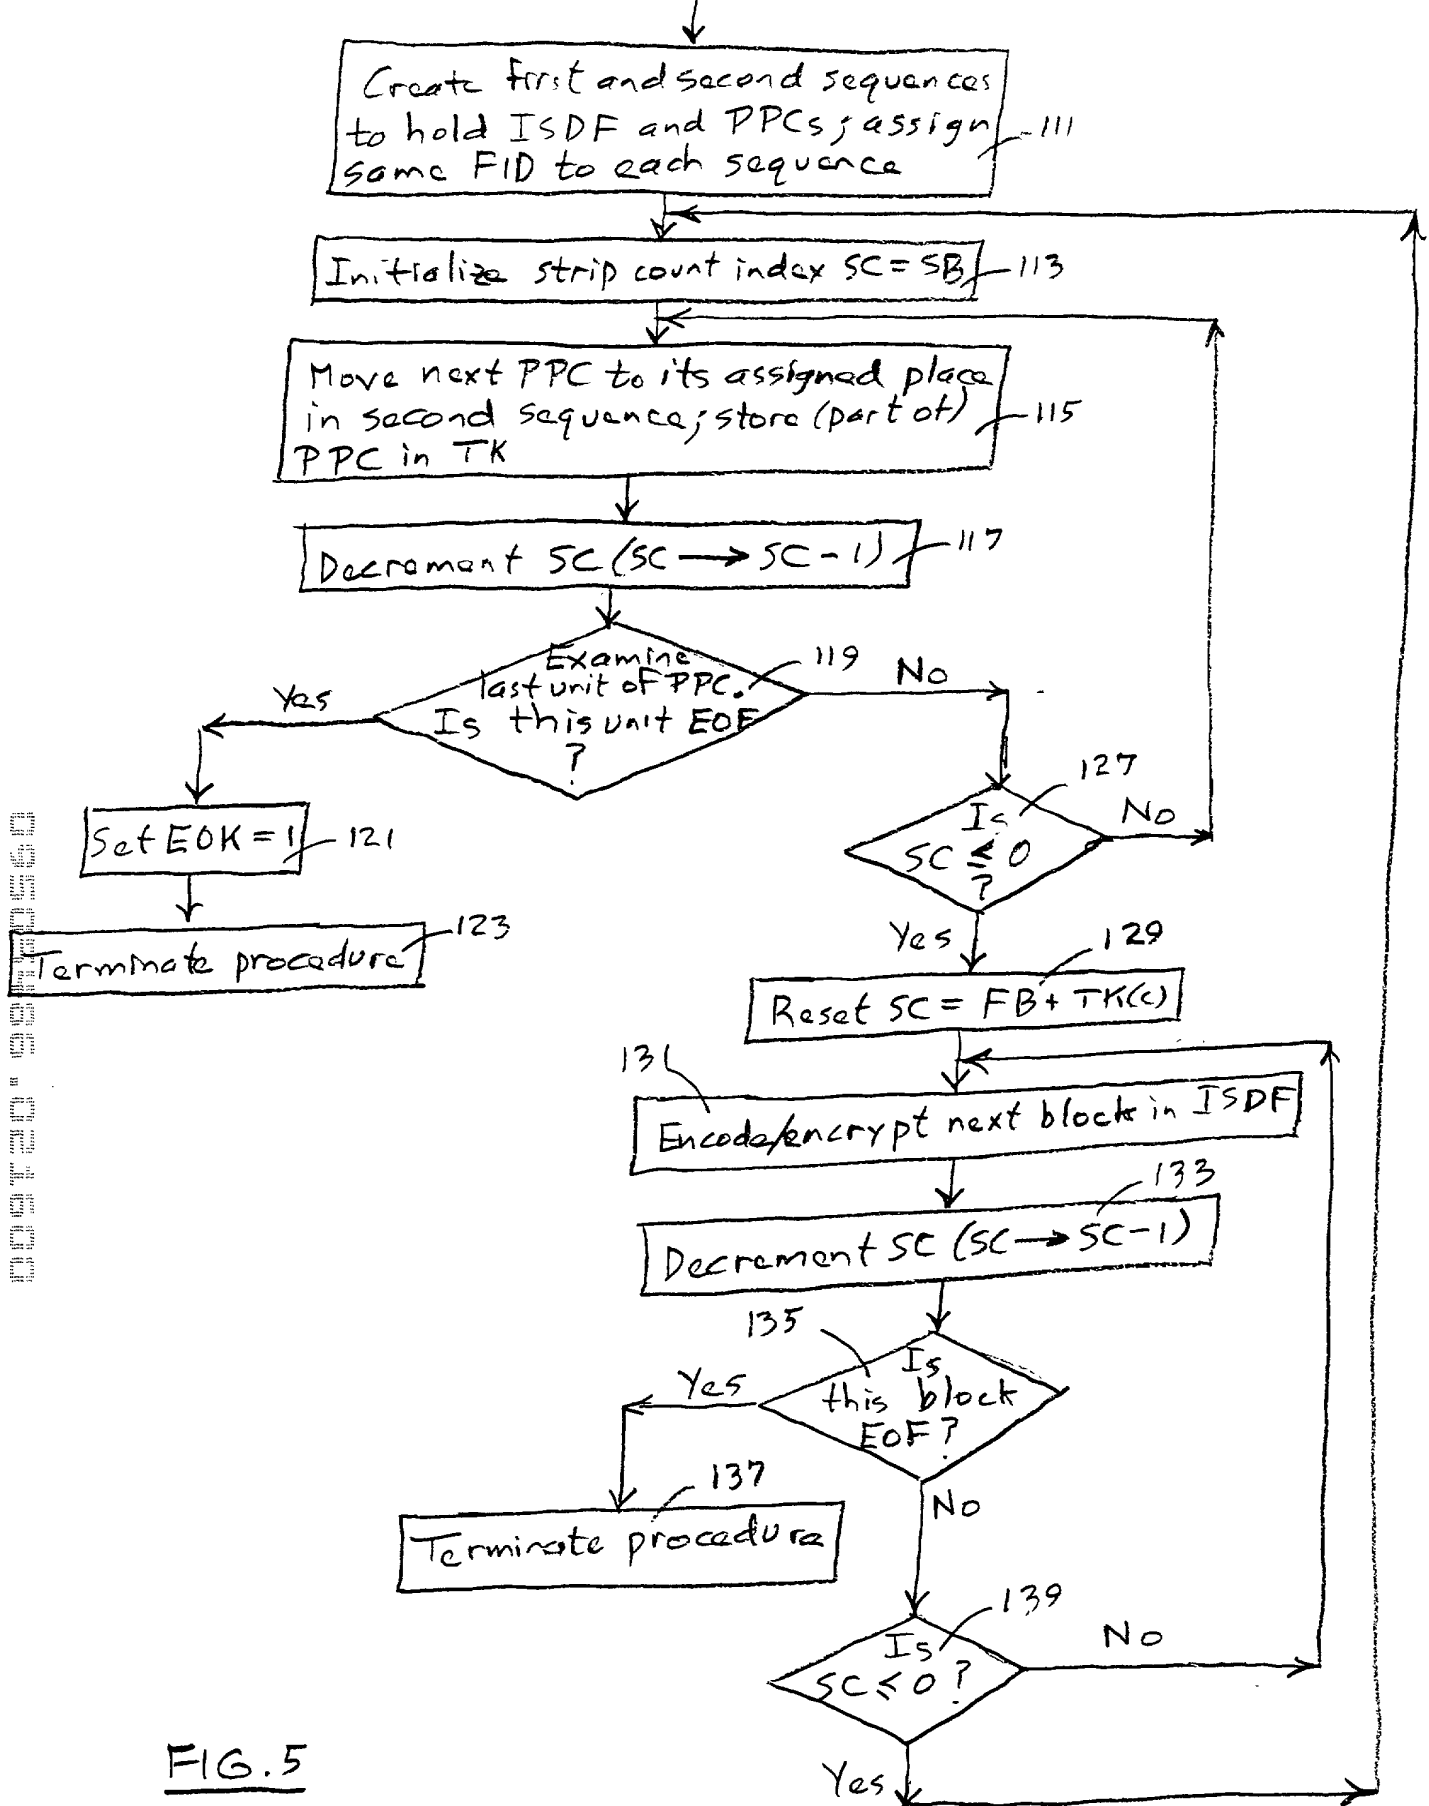 Create first and second sequences
to hold ISDF and PPCs; assign
same FID to each sequence
111
Initialize strip count index SC = SB
113
Move next PPC to its assigned place
in second sequence; store (part of)
PPC in TK
115
Decrement SC (SC → SC - 1)
117
Examine
last unit of PPC.
Is this unit EOF
?
119
Yes
No
Set EOK = 1
121
Terminate procedure
123
Is
SC ≤ 0
?
127
No
Yes
Reset SC = FB + TK(c)
129
Encode/encrypt next block in ISDF
131
Decrement SC (SC → SC - 1)
133
Is
this block
EOF?
135
Yes
No
Terminate procedure
137
Is
SC ≤ 0?
139
No
Yes
FIG. 5